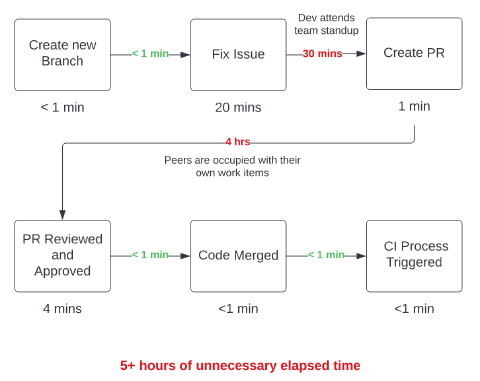 Dev attends
team standup
Create new
Branch
< 1 min
Fix Issue
30 mins
Create PR
< 1 min
20 mins
1 min
4 hrs
Peers are occupied with their
own work items
PR Reviewed
and
Approved
< 1 min
Code Merged
< 1 min
CI Process
Triggered
4 mins
<1 min
<1 min
5+ hours of unnecessary elapsed time